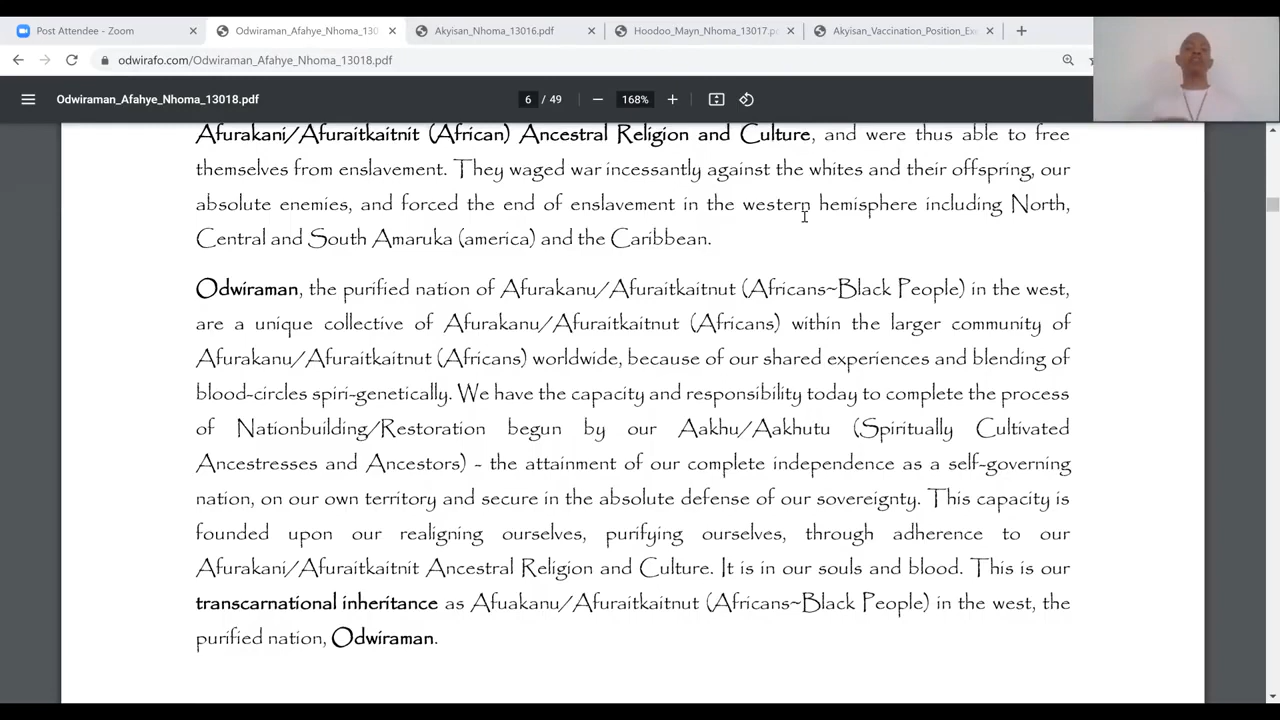 Post Attendee - Zoom
Odwiraman_Afahye_Nhoma_130
Akyisan_Nhoma_13016.pdf
Hoodoo_Mayn_Nhoma_13017.p
Akyisan_Vaccination_Position_Ex
odwirafo.com/Odwiraman_Afahye_Nhoma_13018.pdf
Odwiraman_Afahye_Nhoma_13018.pdf
6 / 49
168%
Afurakani/Afuraitkaitnit (African) Ancestral Religion and Culture, and were thus able to free
themselves from enslavement. They waged war incessantly against the whites and their offspring, our
absolute enemies, and forced the end of enslavement in the western hemisphere including North,
Central and South Amaruka (america) and the Caribbean.
Odwiraman, the purified nation of Afurakanu/Afuraitkaitnut (Africans~Black People) in the west,
are a unique collective of Afurakanu/Afuraitkaitnut (Africans) within the larger community of
Afurakanu/Afuraitkaitnut (Africans) worldwide, because of our shared experiences and blending of
blood-circles spiri-genetically. We have the capacity and responsibility today to complete the process
of Nationbuilding/Restoration begun by our Aakhu/Aakhutu (Spiritually Cultivated
Ancestresses and Ancestors) - the attainment of our complete independence as a self-governing
nation, on our own territory and secure in the absolute defense of our sovereignty. This capacity is
founded upon our realigning ourselves, purifying ourselves, through adherence to our
Afurakani/Afuraitkaitnit Ancestral Religion and Culture. It is in our souls and blood. This is our
transcarnational inheritance as Afuakanu/Afuraitkaitnut (Africans~Black People) in the west, the
purified nation, Odwiraman.